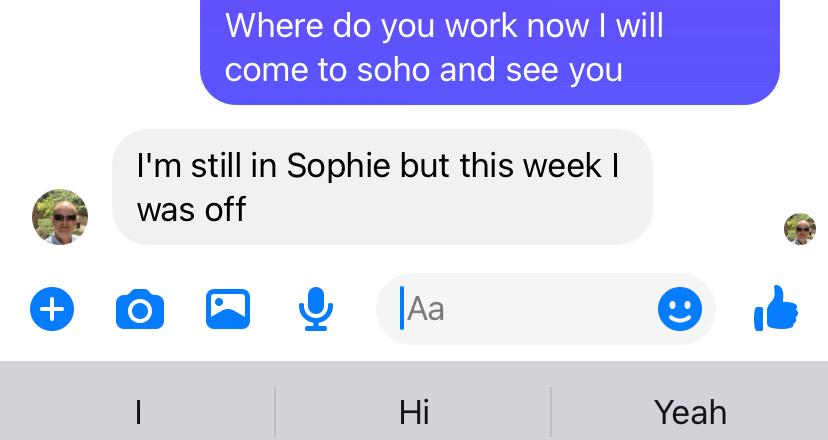 Where do you work now I will
come to soho and see you
I'm still in Sophie but this week I
was off
Aa
I
Hi
Yeah